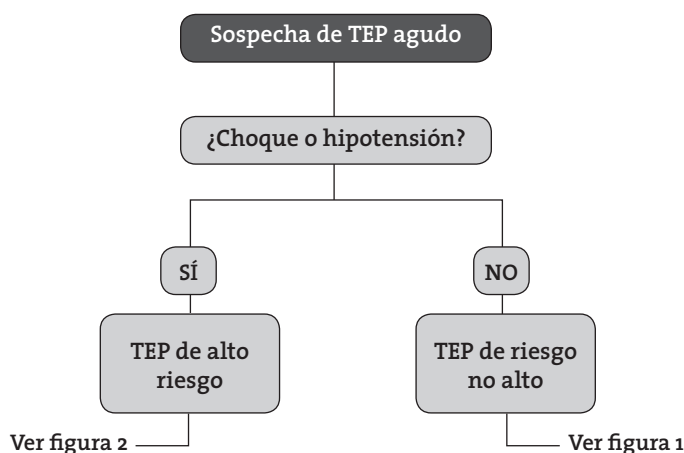 Sospecha de TEP agudo
¿Choque o hipotensión?
SÍ
NO
TEP de alto
riesgo
TEP de riesgo
no alto
Ver figura 2
Ver figura 1